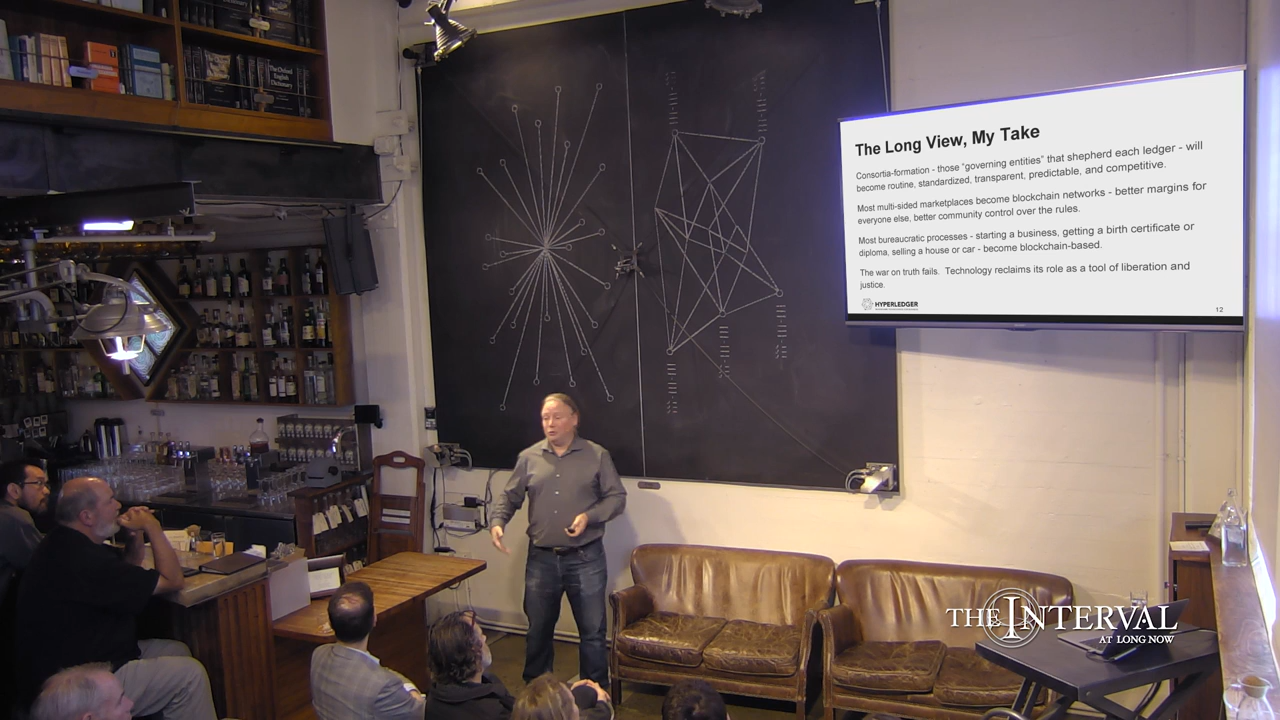 The Oxford
English
Dictionary
The Long View, My Take
Consortia-formation - those “governing entities” that shepherd each ledger - will
become routine, standardized, transparent, predictable, and competitive.
Most multi-sided marketplaces become blockchain networks - better margins for
everyone else, better community control over the rules.
Most bureaucratic processes - starting a business, getting a birth certificate or
diploma, selling a house or car - become blockchain-based.
The war on truth fails. Technology reclaims its role as a tool of liberation and
justice.
HYPERLEDGER
12
THE INTERVAL
AT LONG NOW